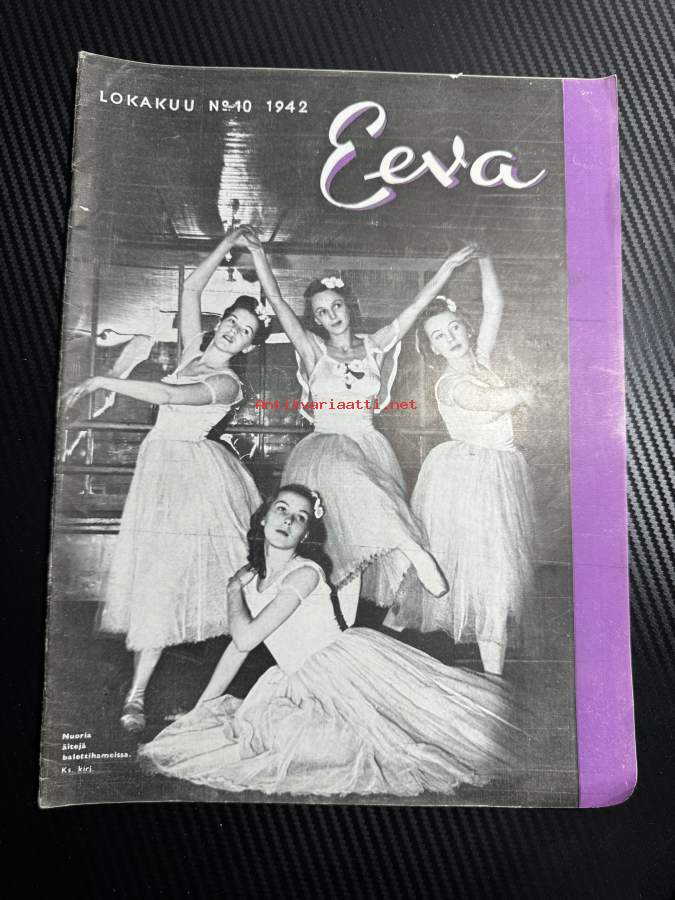 LOKAKUU No 10 1942
Eeva
Antikvariaatti.net
Nuoria
äitejä
balettihameissa.
Ks. kirj.